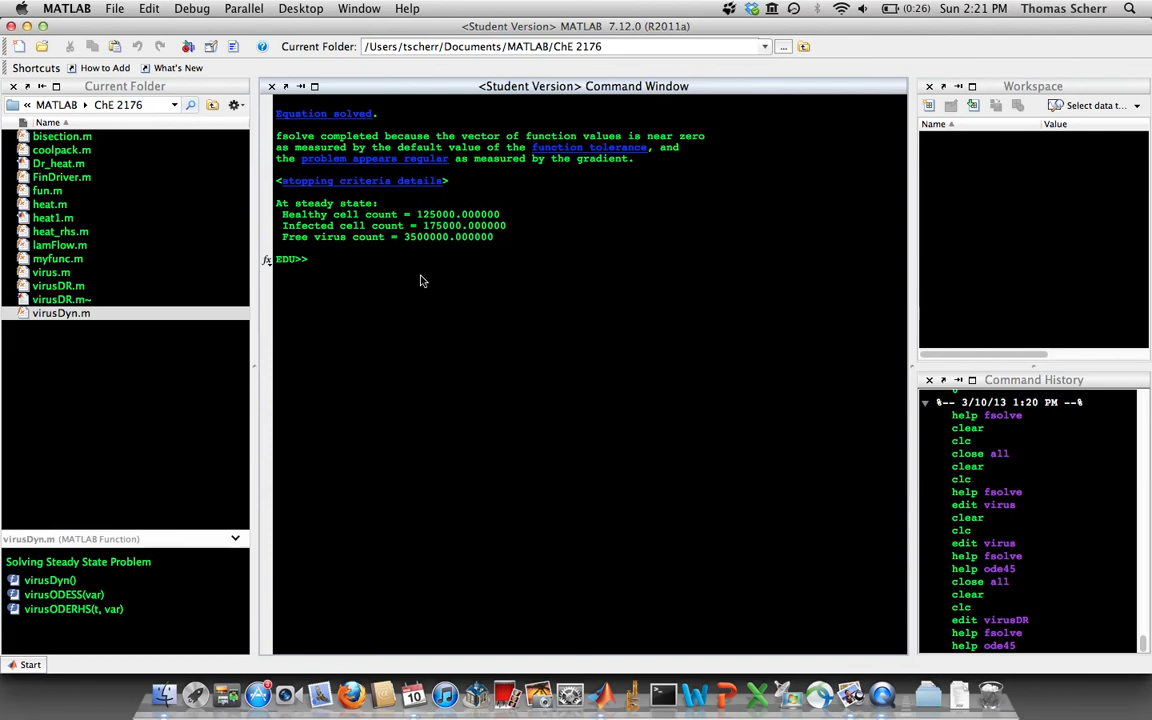 MATLAB File Edit Debug Parallel Desktop Window Help (0:26) Sun 2:21 PM Thomas Scherr
<Student Version> MATLAB 7.12.0 (R2011a)
Current Folder: /Users/tscherr/Documents/MATLAB/ChE 2176 ...
Shortcuts How to Add What's New
Current Folder
« MATLAB ▸ ChE 2176
Name
bisection.m
coolpack.m
Dr_heat.m
FinDriver.m
fun.m
heat.m
heat1.m
heat_rhs.m
lamFlow.m
myfunc.m
virus.m
virusDR.m
virusDR.m~
virusDyn.m
virusDyn.m (MATLAB Function)
Solving Steady State Problem
virusDyn()
virusODESS(var)
virusODERHS(t, var)
<Student Version> Command Window
Equation solved.
fsolve completed because the vector of function values is near zero
as measured by the default value of the function tolerance, and
the problem appears regular as measured by the gradient.
<stopping criteria details>
At steady state:
Healthy cell count = 125000.000000
Infected cell count = 175000.000000
Free virus count = 3500000.000000
fx EDU>>
Workspace
Select data t...
Name Value
Command History
%-- 3/10/13 1:20 PM --%
help fsolve
clear
clc
close all
clear
clc
help fsolve
edit virus
clear
clc
edit virus
help fsolve
help ode45
close all
clear
clc
edit virusDR
help fsolve
help ode45
Start